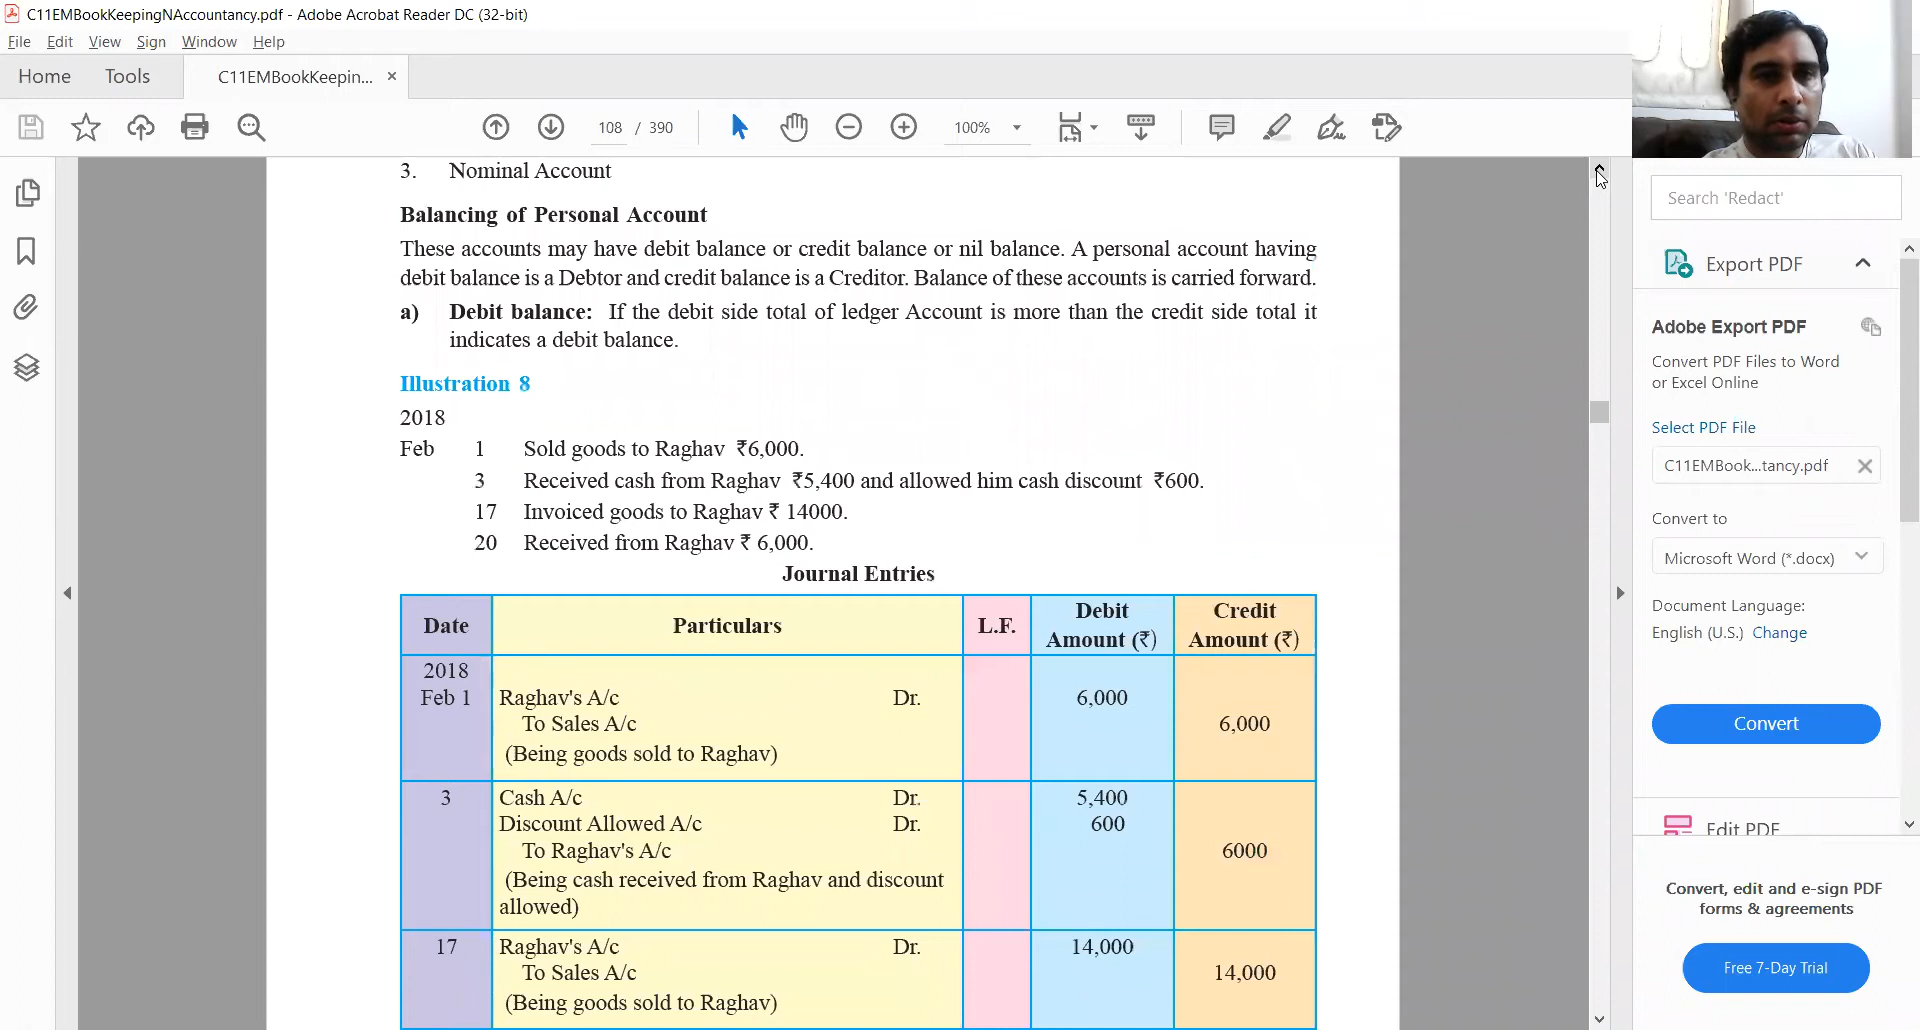 C11EMBookKeepingNAccountancy.pdf - Adobe Acrobat Reader DC (32-bit)
File Edit View Sign Window Help
Home Tools C11EMBookKeepin... ×
108 / 390 100%
Search 'Redact'
3. Nominal Account
Balancing of Personal Account
These accounts may have debit balance or credit balance or nil balance. A personal account having
debit balance is a Debtor and credit balance is a Creditor. Balance of these accounts is carried forward.
a) Debit balance: If the debit side total of ledger Account is more than the credit side total it
indicates a debit balance.
Illustration 8
2018
Feb 1 Sold goods to Raghav ₹6,000.
3 Received cash from Raghav ₹5,400 and allowed him cash discount ₹600.
17 Invoiced goods to Raghav ₹ 14000.
20 Received from Raghav ₹ 6,000.
Journal Entries
Date Particulars L.F. Debit Amount (₹) Credit Amount (₹)
2018
Feb 1 Raghav's A/c Dr. 6,000
To Sales A/c 6,000
(Being goods sold to Raghav)
3 Cash A/c Dr. 5,400
Discount Allowed A/c Dr. 600
To Raghav's A/c 6000
(Being cash received from Raghav and discount
allowed)
17 Raghav's A/c Dr. 14,000
To Sales A/c 14,000
(Being goods sold to Raghav)
Export PDF
Adobe Export PDF
Convert PDF Files to Word
or Excel Online
Select PDF File
C11EMBook...tancy.pdf
Convert to
Microsoft Word (*.docx)
Document Language:
English (U.S.) Change
Convert
Edit PDF
Convert, edit and e-sign PDF
forms & agreements
Free 7-Day Trial